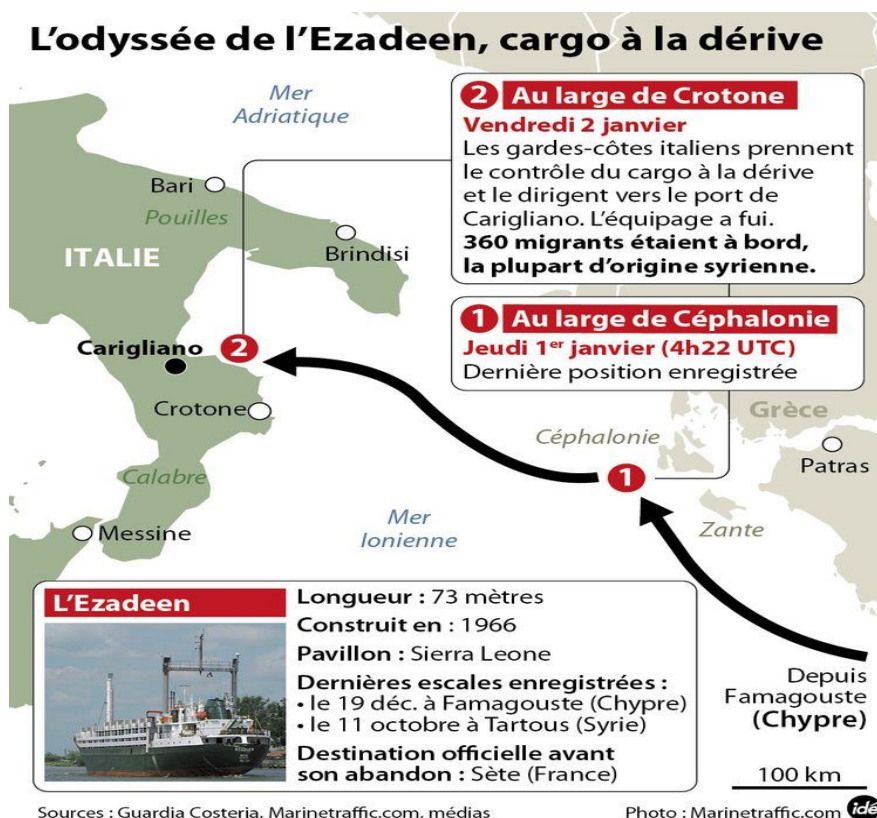 L'odyssée de l'Ezadeen, cargo à la dérive
Mer
Adriatique
2 Au large de Crotone
Vendredi 2 janvier
Les gardes-côtes italiens prennent
le contrôle du cargo à la dérive
et le dirigent vers le port de
Carigliano. L'équipage a fui.
360 migrants étaient à bord,
la plupart d'origine syrienne.
Bari
Pouilles
Brindisi
ITALIE
1 Au large de Céphalonie
Jeudi 1er janvier (4h22 UTC)
Dernière position enregistrée
Carigliano
2
Crotone
Grèce
Céphalonie
Patras
1
Calabre
Zante
Mer
Ionienne
Messine
L'Ezadeen
Longueur : 73 mètres
Construit en : 1966
Pavillon : Sierra Leone
Dernières escales enregistrées :
• le 19 déc. à Famagouste (Chypre)
• le 11 octobre à Tartous (Syrie)
Destination officielle avant
son abandon : Sète (France)
Depuis
Famagouste
(Chypre)
100 km
Sources : Guardia Costeria, Marinetraffic.com, médias
Photo : Marinetraffic.com
idé